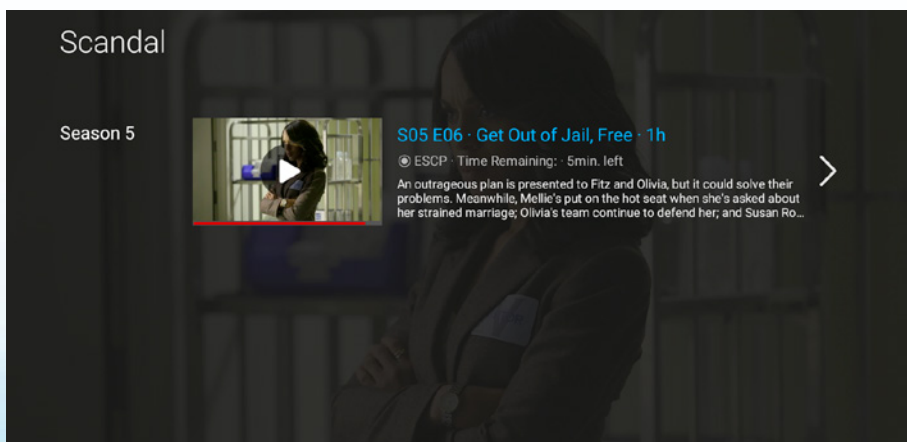 Scandal
Season 5
S05 E06 · Get Out of Jail, Free · 1h
ESCP · Time Remaining: · 5min. left
An outrageous plan is presented to Fitz and Olivia, but it could solve their
problems. Meanwhile, Mellie's put on the hot seat when she's asked about
her strained marriage; Olivia's team continue to defend her; and Susan Ro...